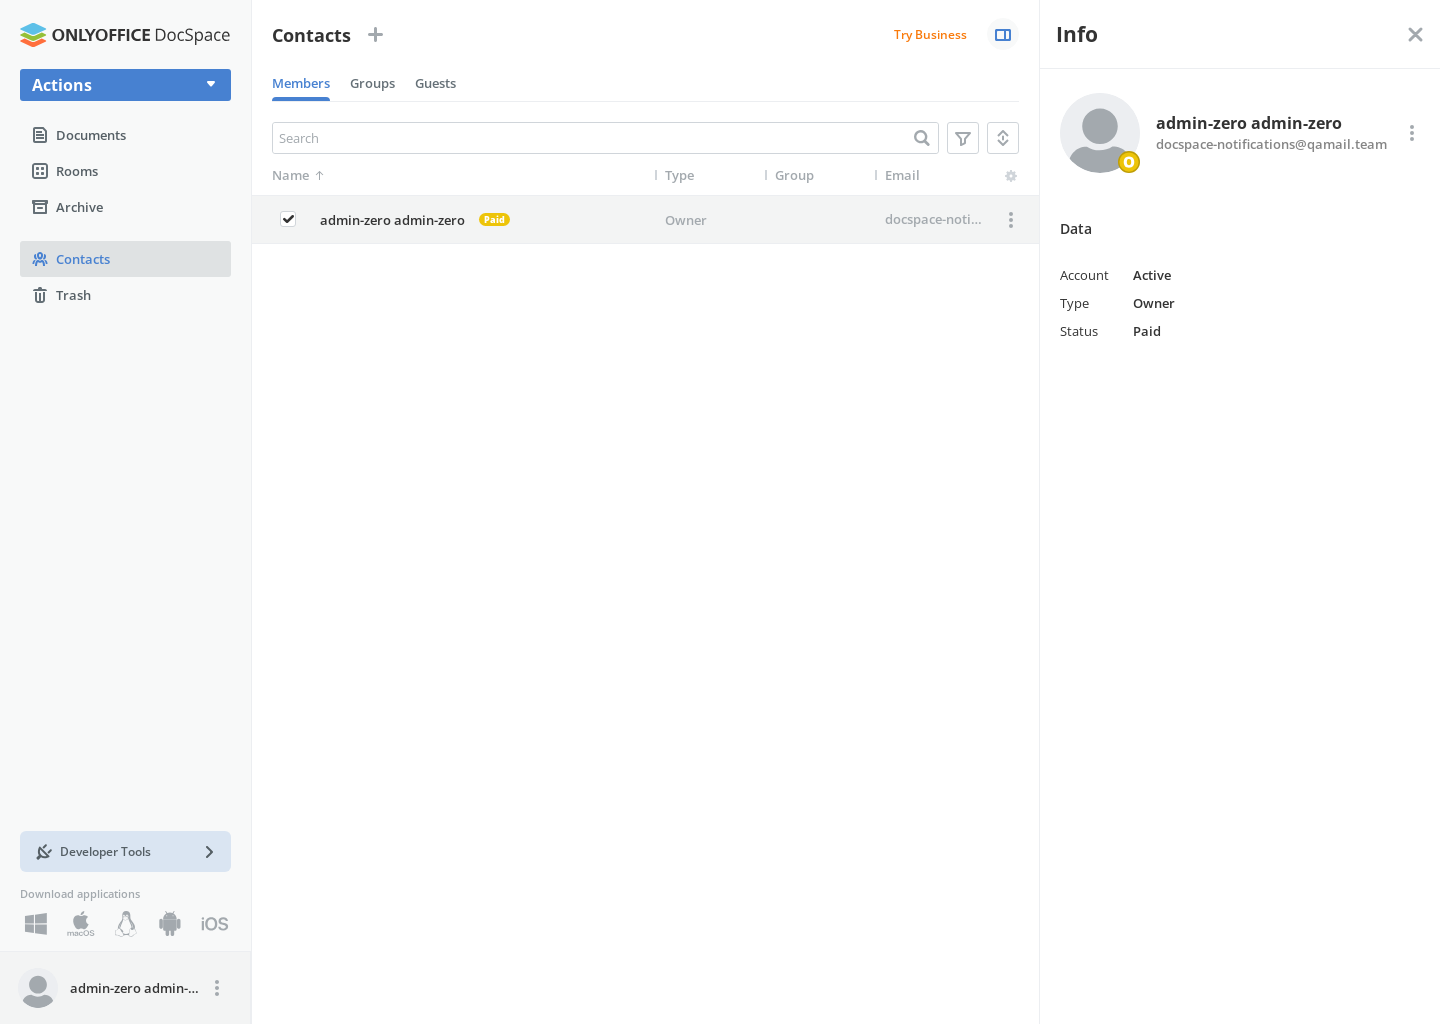 ONLYOFFICE DocSpace
Actions
Documents
Rooms
Archive
Contacts
Trash
Developer Tools
Download applications
macOS
iOS
admin-zero admin-...
Contacts
Try Business
Members Groups Guests
Search
Name Type Group Email
admin-zero admin-zero Paid Owner docspace-noti...
Info
admin-zero admin-zero
docspace-notifications@qamail.team
O
Data
Account Active
Type Owner
Status Paid